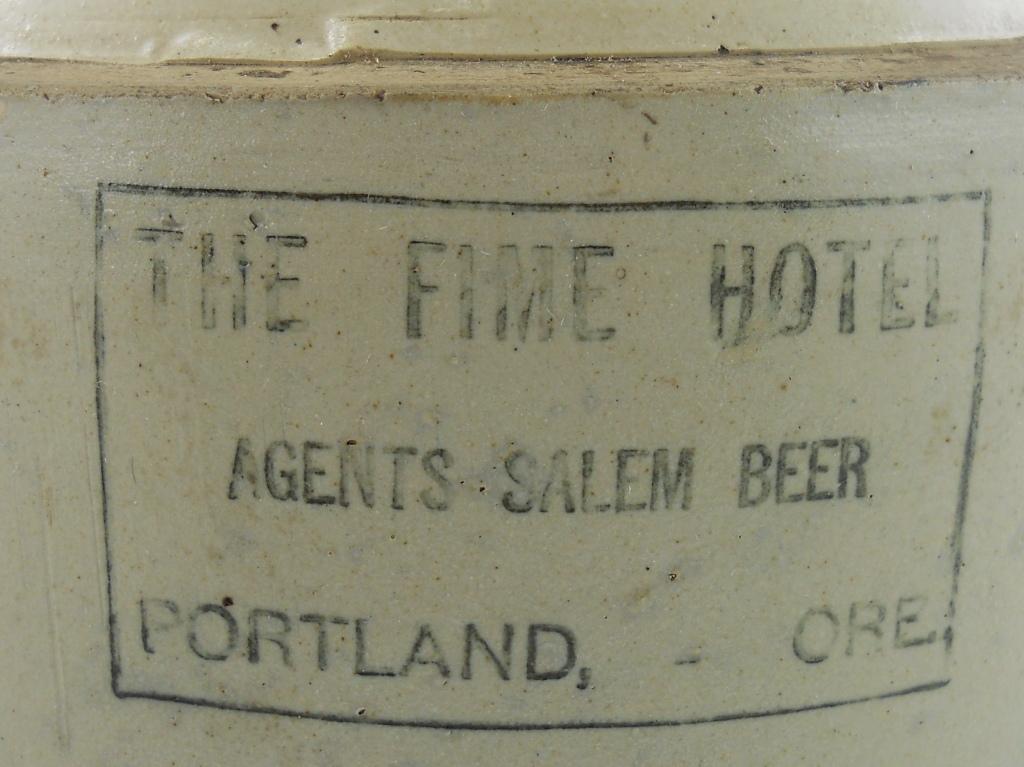 THE FIME HOTEL
AGENTS SALEM BEER
PORTLAND, - ORE.